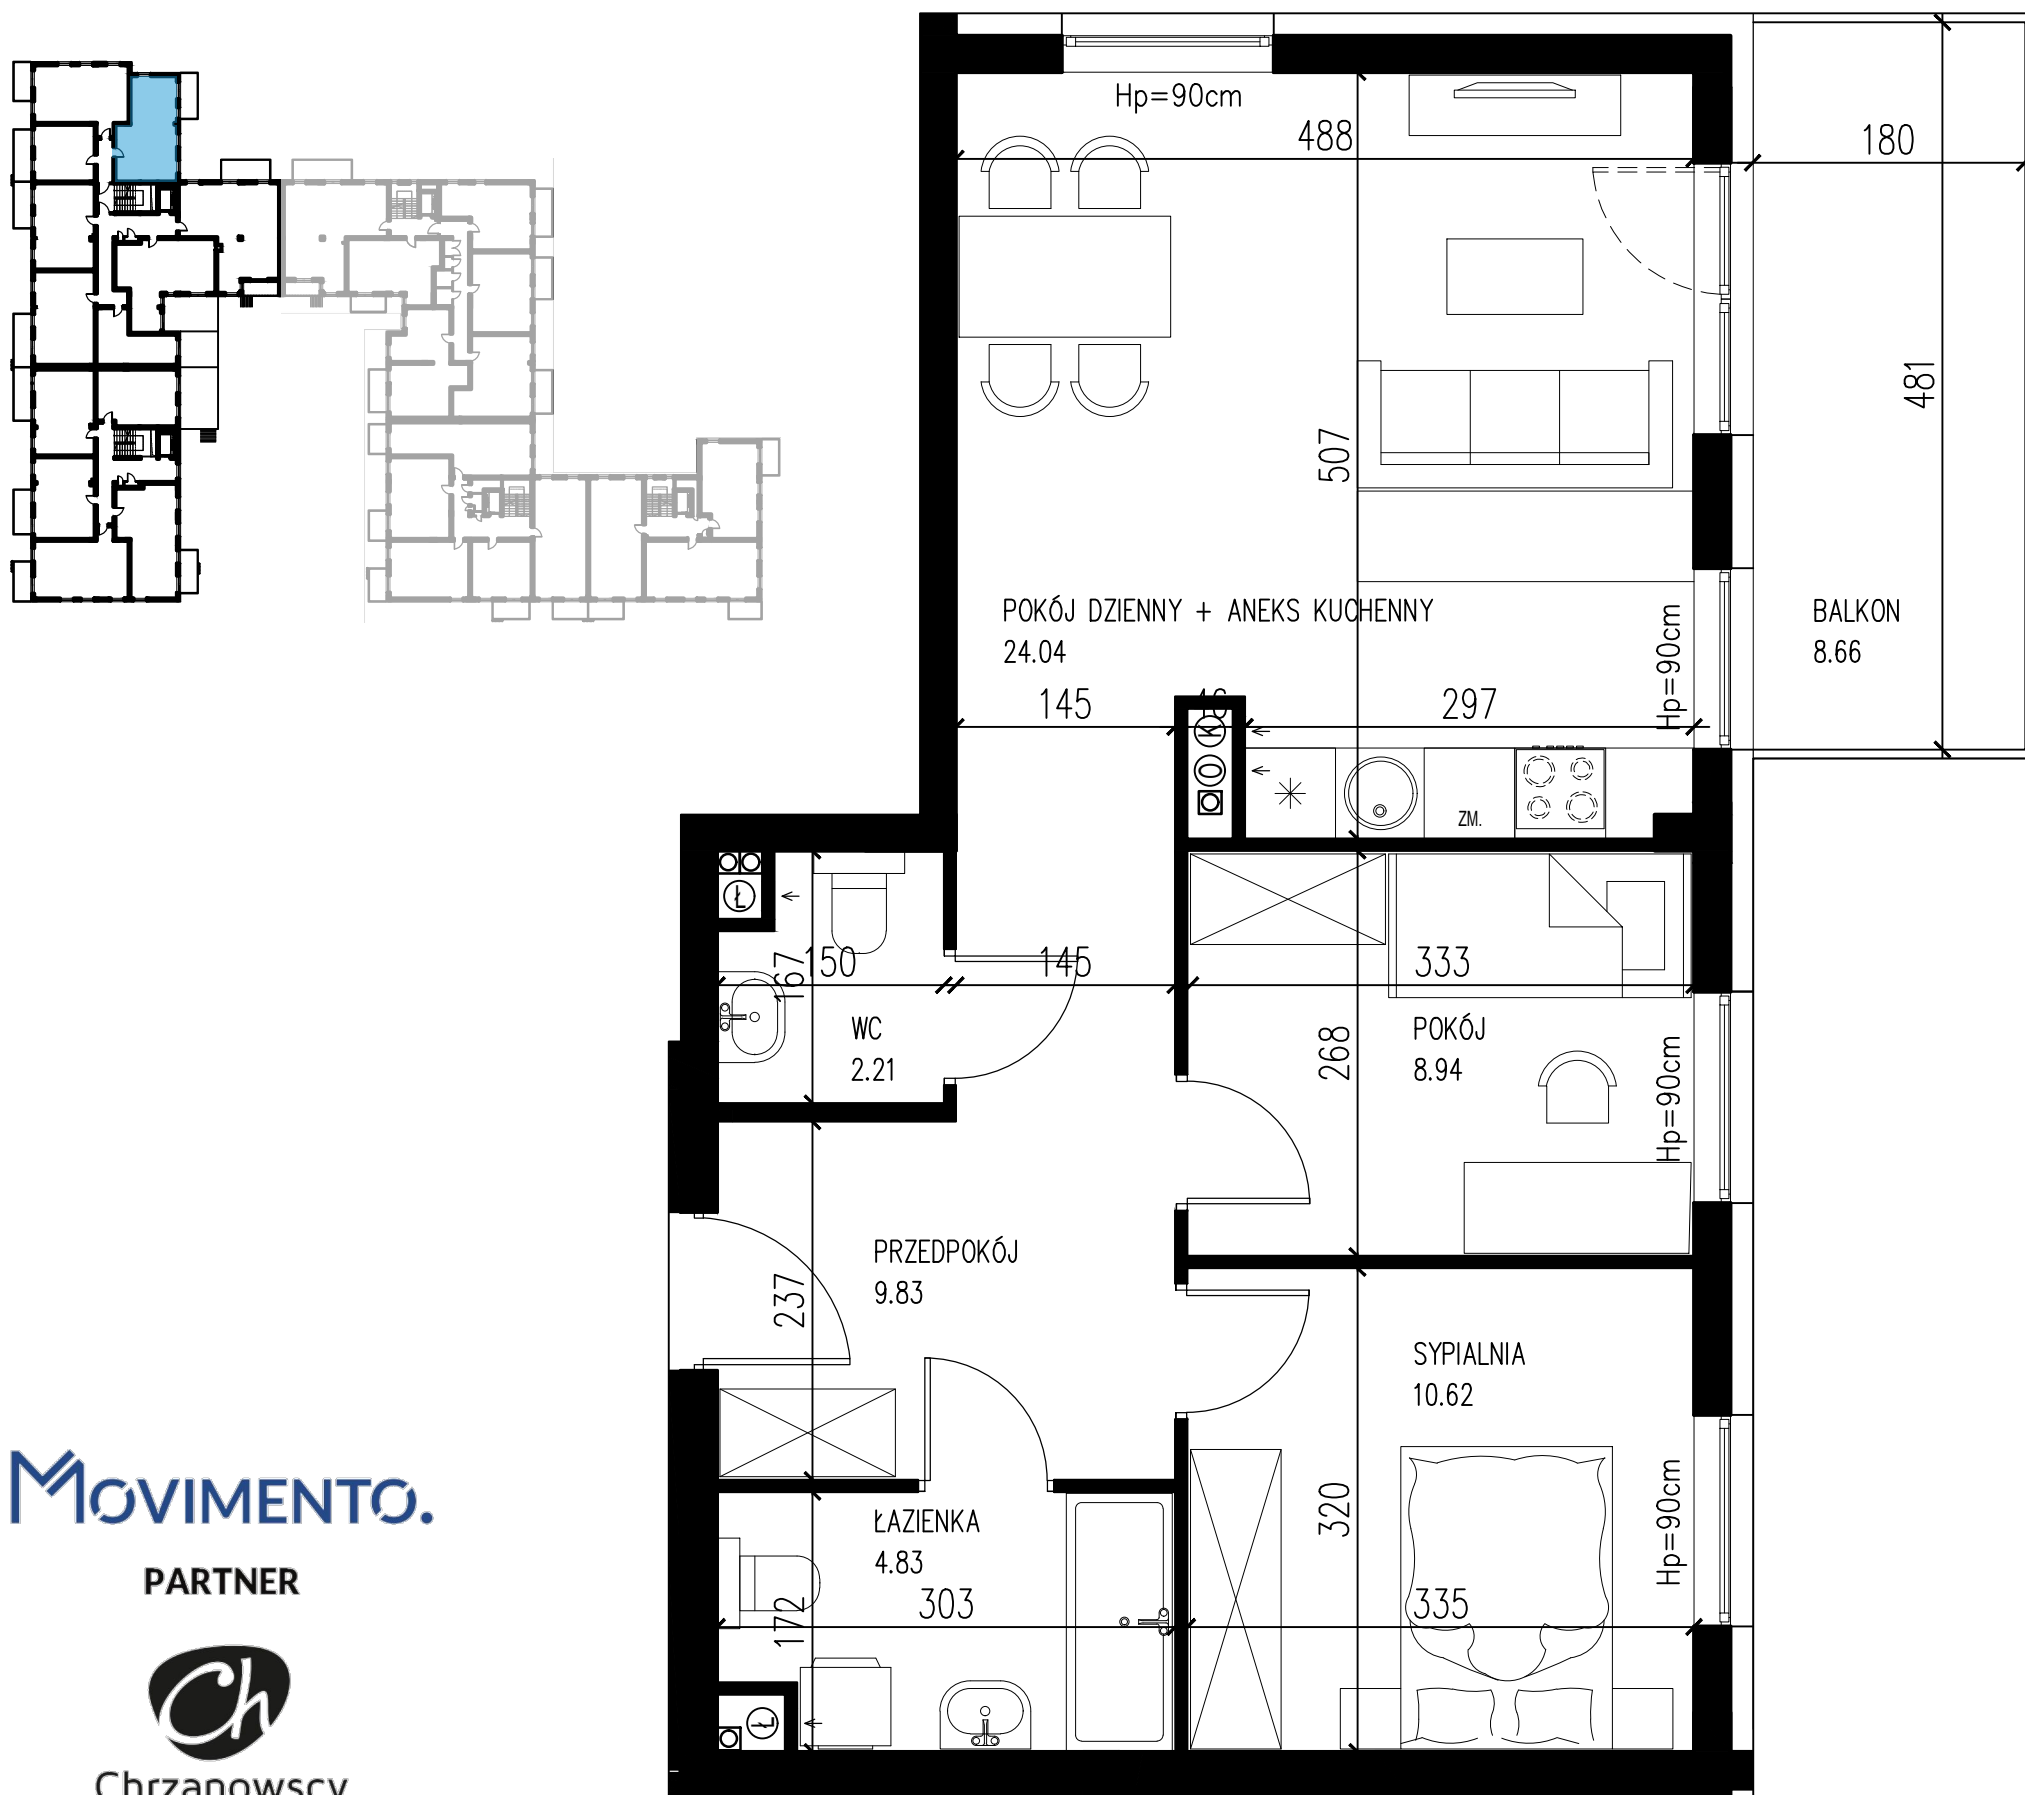 Hp=90cm
488
180
481
507
POKÓJ DZIENNY + ANEKS KUCHENNY
24.04
Hp=90cm
BALKON
8.66
145
46
297
K
O
ZM.
Ł
150
167
145
333
WC
2.21
268
POKÓJ
8.94
Hp=90cm
PRZEDPOKÓJ
9.83
237
SYPIALNIA
10.62
ŁAZIENKA
4.83
320
Hp=90cm
303
172
335
Ł
MOVIMENTO.
PARTNER
Ch
Chrzanowscy